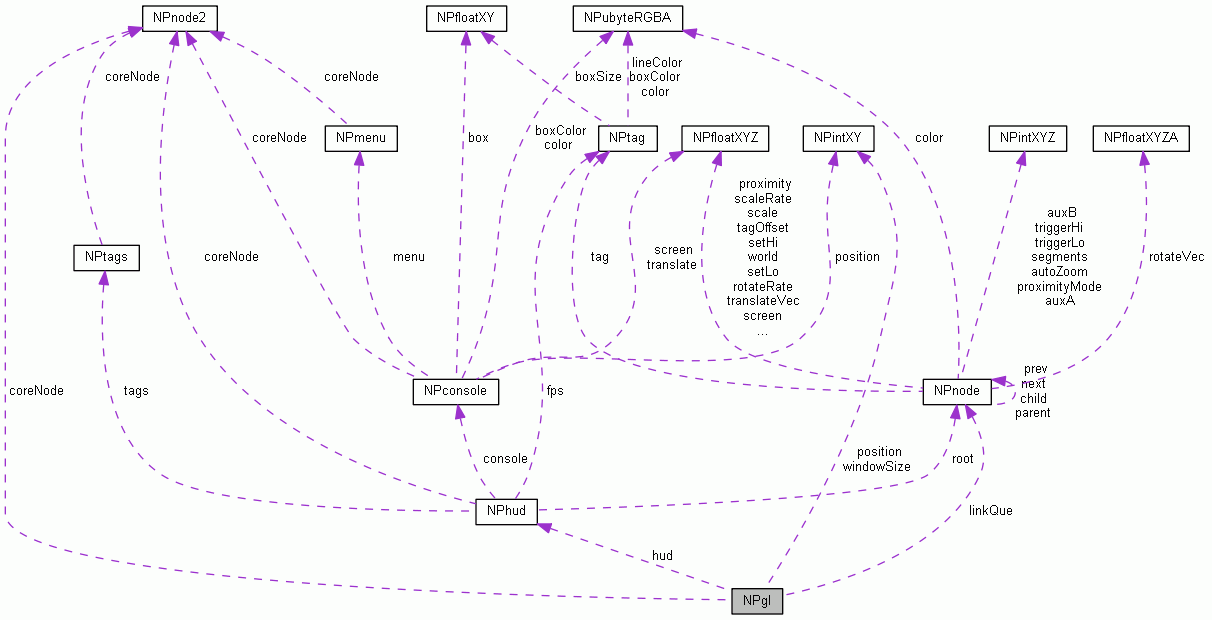 NPnode2
NPfloatXY
NPubyteRGBA
coreNode
coreNode
boxSize
lineColor
boxColor
color
coreNode
NPmenu
box
boxColor
color
NPtag
NPfloatXYZ
NPintXY
color
NPintXYZ
NPfloatXYZA
NPtags
coreNode
menu
tag
screen
translate
proximity
scaleRate
scale
tagOffset
setHi
world
setLo
rotateRate
translateVec
screen
...
position
auxB
triggerHi
triggerLo
segments
autoZoom
proximityMode
auxA
rotateVec
coreNode
tags
NPconsole
fps
NPnode
prev
next
child
parent
console
position
windowSize
root
NPhud
linkQue
hud
NPgl